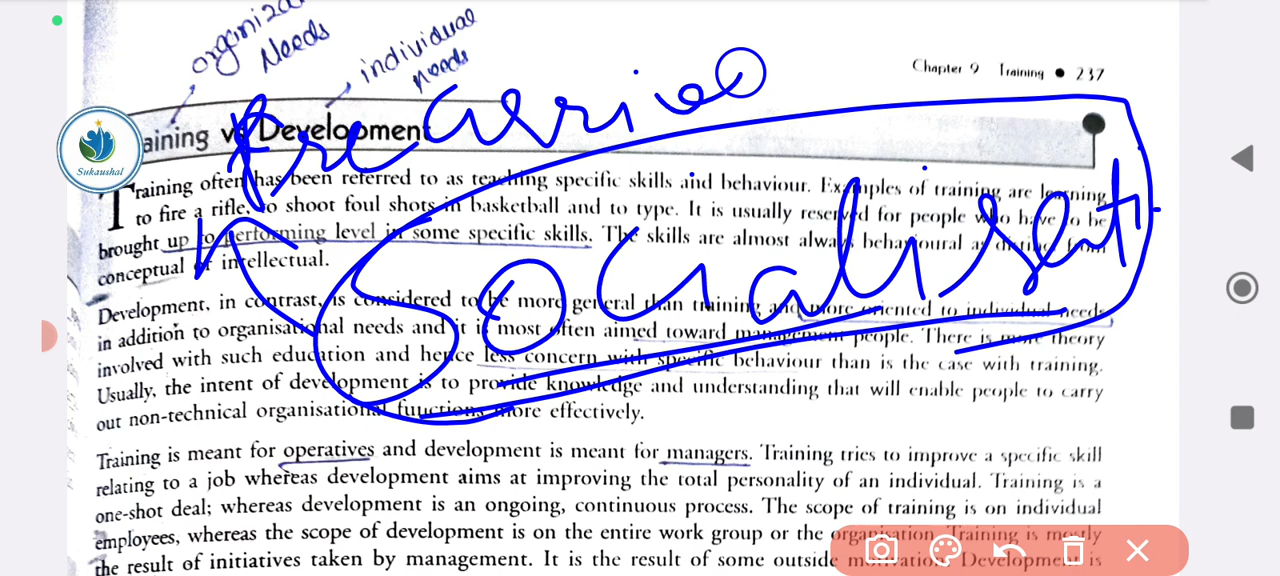 organiza
Needs
individual
needs
Chapter 9 Training ● 237
Sukaushal
aining vs Development
Training often has been referred to as teaching specific skills and behaviour. Examples of training are learning
to fire a rifle, to shoot foul shots in basketball and to type. It is usually reserved for people who have to be
brought up to performing level in some specific skills. The skills are almost always behavioural as distinct from
conceptual or intellectual.
Development, in contrast, is considered to be more general than training and more oriented to individual needs
in addition to organisational needs and it is most often aimed toward management people. There is more theory
involved with such education and hence less concern with specific behaviour than is the case with training.
Usually, the intent of development is to provide knowledge and understanding that will enable people to carry
out non-technical organisational functions more effectively.
Training is meant for operatives and development is meant for managers. Training tries to improve a specific skill
relating to a job whereas development aims at improving the total personality of an individual. Training is a
one-shot deal; whereas development is an ongoing, continuous process. The scope of training is on individual
employees, whereas the scope of development is on the entire work group or the organisation. Training is mostly
the result of initiatives taken by management. It is the result of some outside motivation. Development is